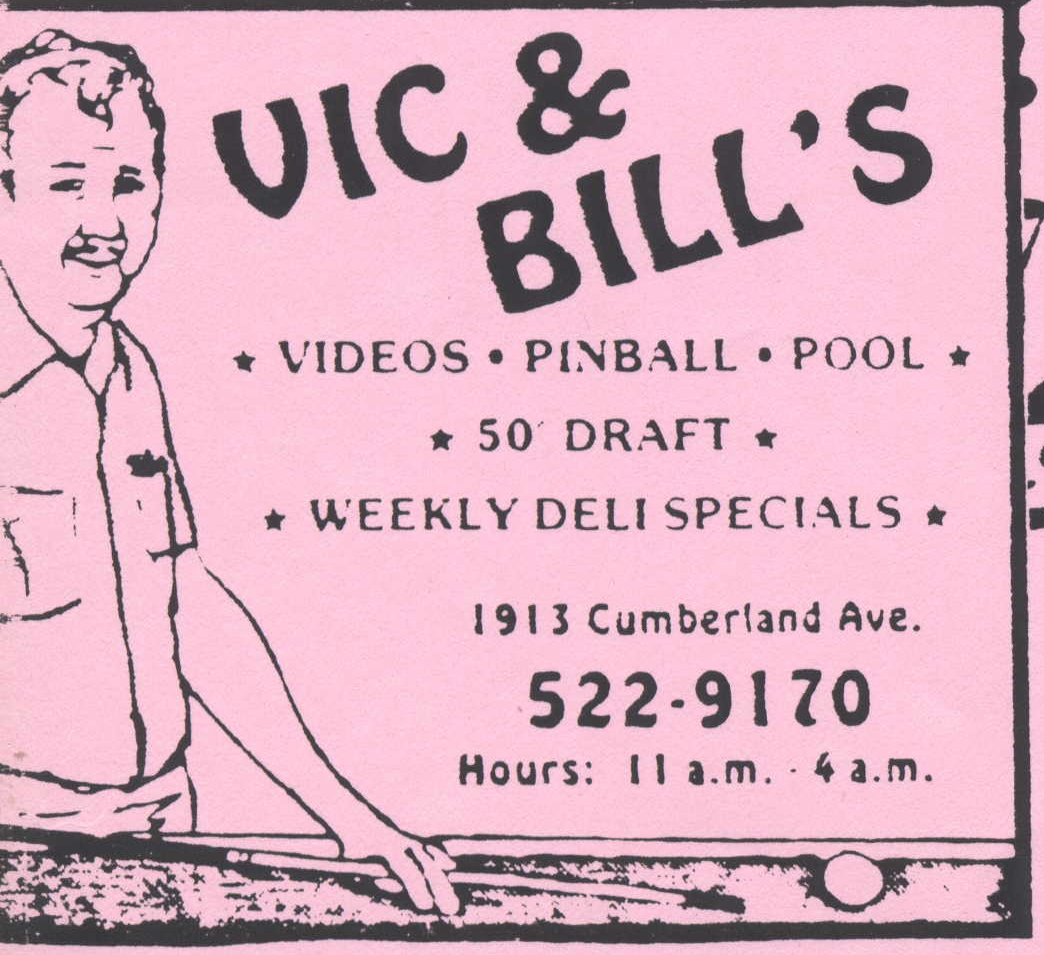 VIC &
BILL'S
★ VIDEOS • PINBALL • POOL ★
★ 50' DRAFT ★
★ WEEKLY DELI SPECIALS ★
1913 Cumberland Ave.
522-9170
Hours: 11 a.m. - 4 a.m.